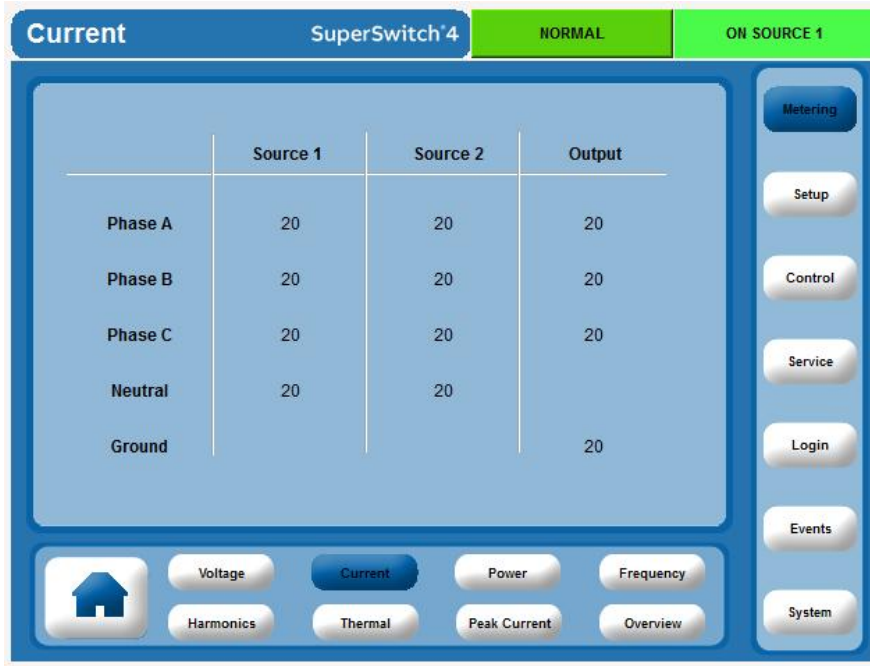 Current SuperSwitch®4 NORMAL ON SOURCE 1
Metering
Source 1 Source 2 Output
Setup
Phase A 20 20 20
Phase B 20 20 20
Control
Phase C 20 20 20
Service
Neutral 20 20
Ground 20
Login
Events
Voltage Current Power Frequency
Harmonics Thermal Peak Current Overview
System